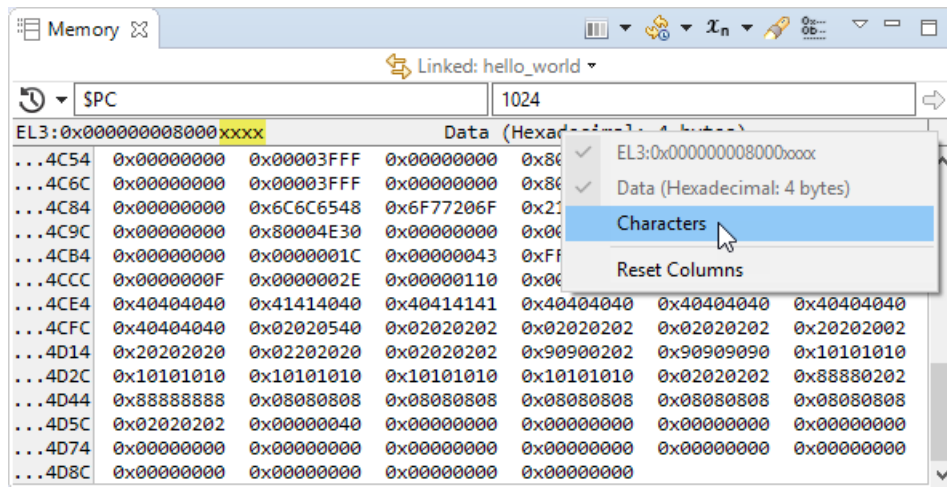 Memory
Linked: hello_world
$PC 1024
EL3:0x000000008000xxxx Data (Hexadecimal: 4 bytes)
...4C54 0x00000000 0x00003FFF 0x00000000 0x80
...4C6C 0x00000000 0x00003FFF 0x00000000 0x80
...4C84 0x00000000 0x6C6C6548 0x6F77206F 0x21
...4C9C 0x00000000 0x80004E30 0x00000000 0x00
...4CB4 0x00000000 0x0000001C 0x00000043 0xFF
...4CCC 0x0000000F 0x0000002E 0x00000110 0x00
EL3:0x000000008000xxxx
Data (Hexadecimal: 4 bytes)
Characters
Reset Columns
...4CE4 0x40404040 0x41414040 0x40414141 0x40404040 0x40404040 0x40404040
...4CFC 0x40404040 0x02020540 0x02020202 0x02020202 0x02020202 0x20202002
...4D14 0x20202020 0x02202020 0x02020202 0x90900202 0x90909090 0x10101010
...4D2C 0x10101010 0x10101010 0x10101010 0x10101010 0x02020202 0x88880202
...4D44 0x88888888 0x08080808 0x08080808 0x08080808 0x08080808 0x08080808
...4D5C 0x02020202 0x00000040 0x00000000 0x00000000 0x00000000 0x00000000
...4D74 0x00000000 0x00000000 0x00000000 0x00000000 0x00000000 0x00000000
...4D8C 0x00000000 0x00000000 0x00000000 0x00000000